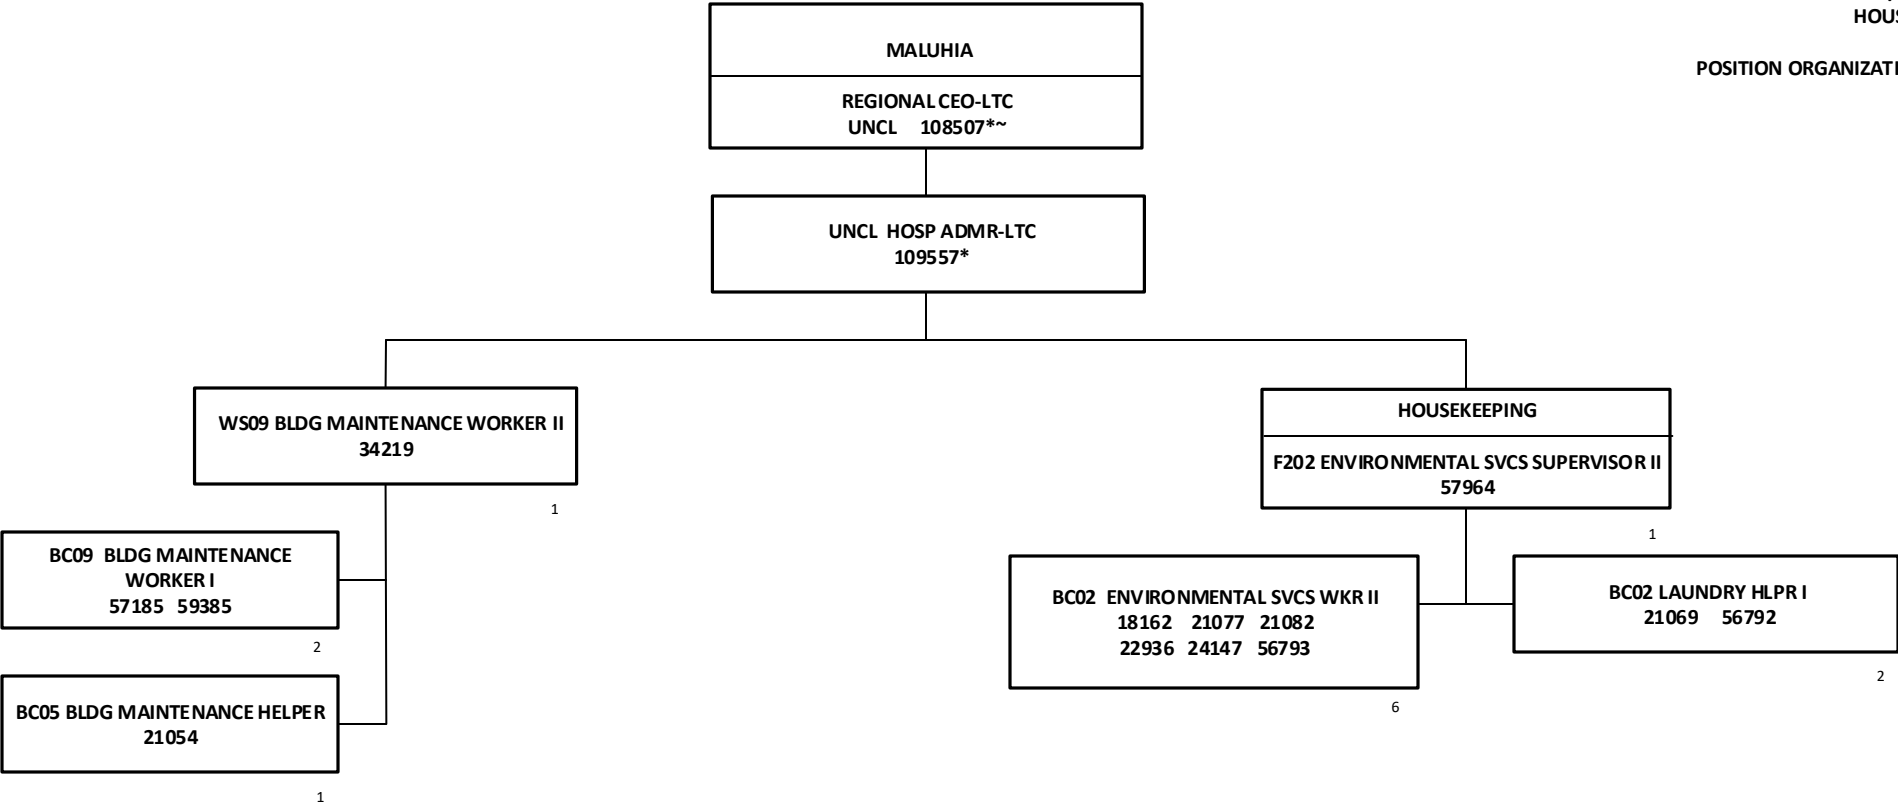 MALUHIA
REGIONAL CEO-LTC
UNCL 108507*~
POSITION
UNCL HOSP ADMR-LTC
109557*
WS09 BLDG MAINTENANCE WORKER II
34219
1
BC09 BLDG MAINTENANCE
WORKER I
57185 59385
2
BC05 BLDG MAINTENANCE HELPER
21054
1
HOUSEKEEPING
F202 ENVIRONMENTAL SVCS SUPERVISOR II
57964
1
BC02 ENVIRONMENTAL SVCS WKR II
18162 21077 21082
22936 24147 56793
6
BC02 LAUNDRY HLPR I
21069 56792
2